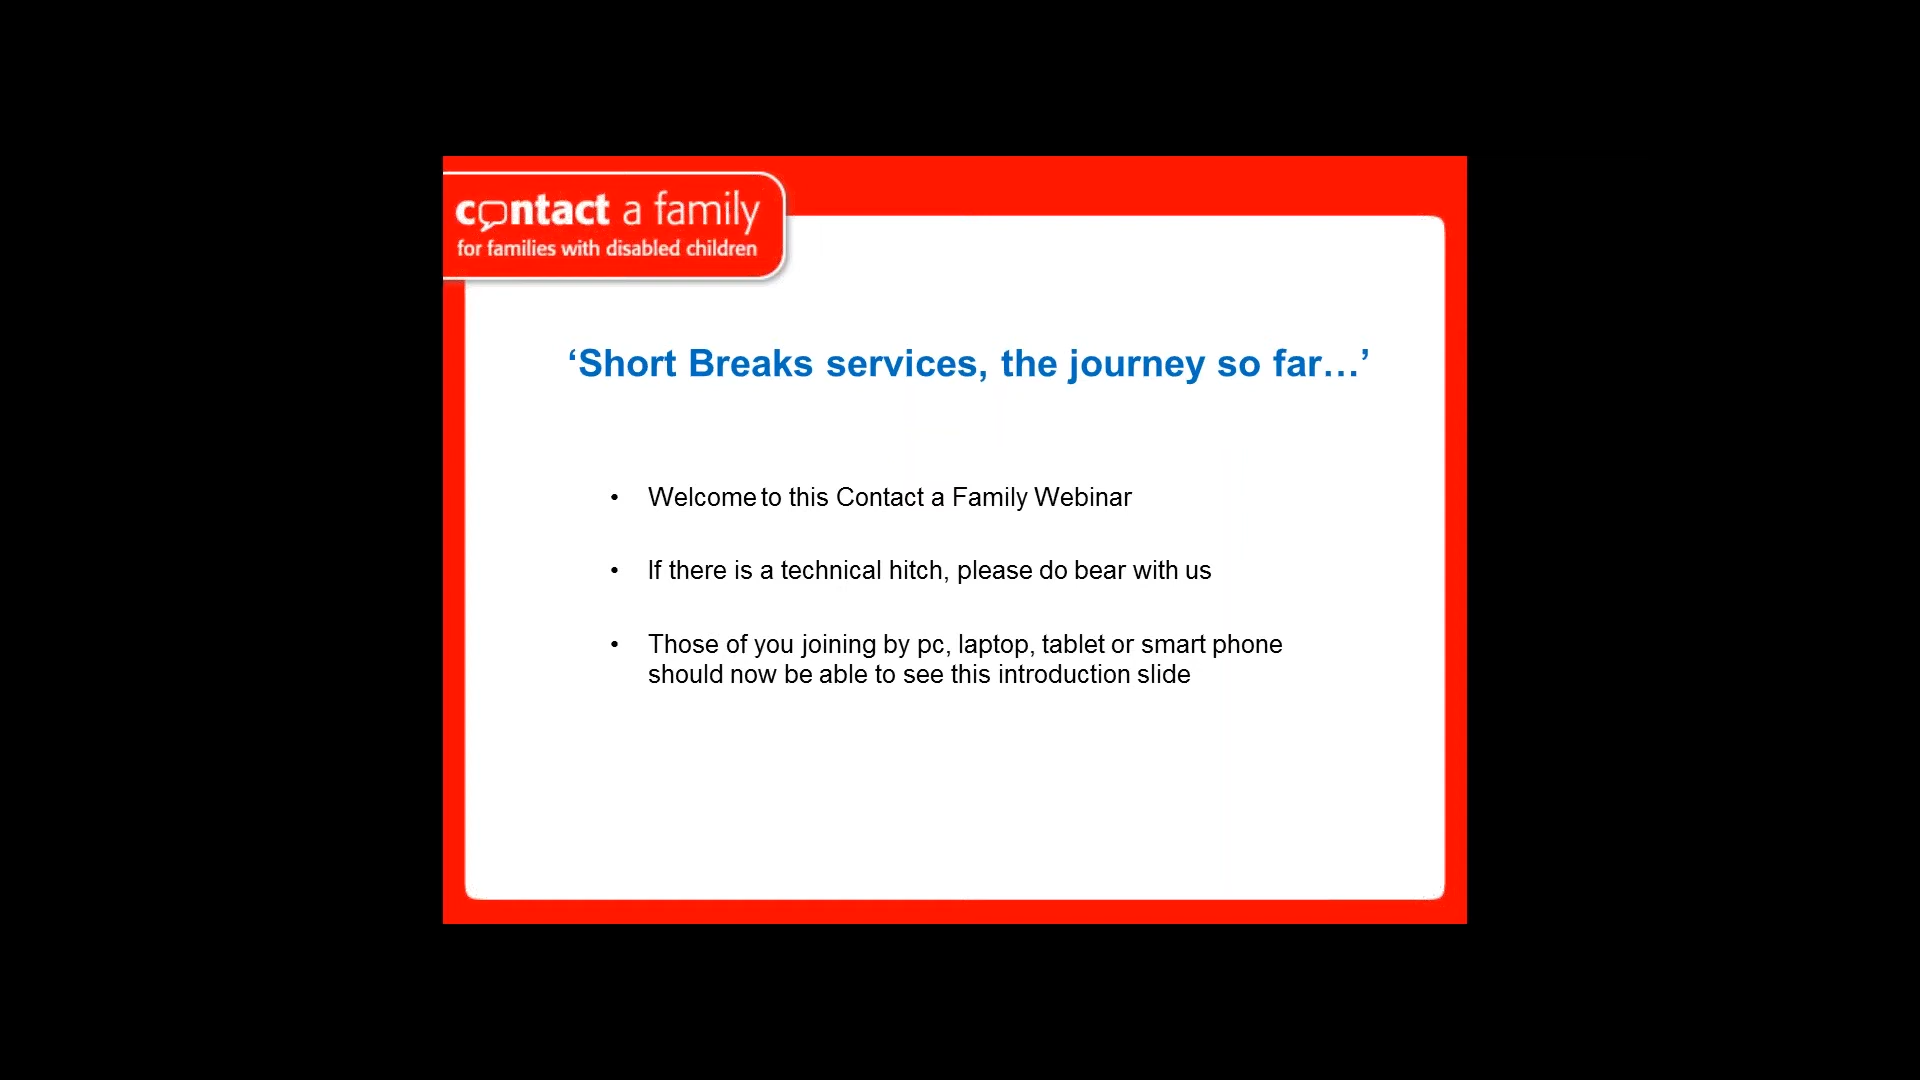 contact a family
for families with disabled children
‘Short Breaks services, the journey so far…’
• Welcome to this Contact a Family Webinar
• If there is a technical hitch, please do bear with us
• Those of you joining by pc, laptop, tablet or smart phone
should now be able to see this introduction slide